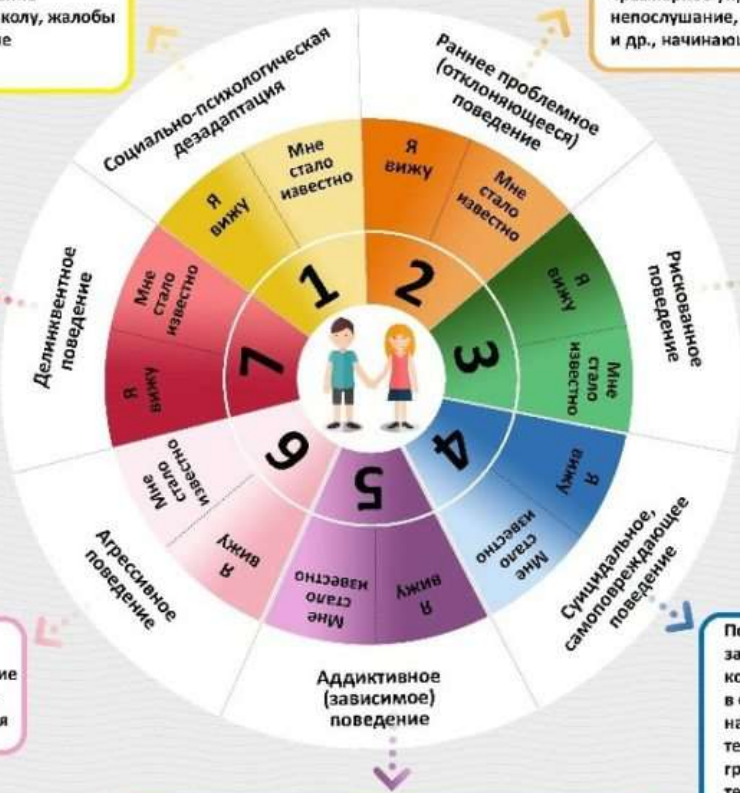 колу, жалобы
непослушание,
и др.,
Социально-психологическая
дезадаптация
Раннее проблемное
(отклоняющееся)
поведение
Рискованное
поведение
Суицидальное,
самоповреждающее
поведение
Аддиктивное
(зависимое)
поведение
Агрессивное
поведение
Делинквентное
поведение
Я
вижу
Мне
стало
известно
1
Я
вижу
Мне
стало
известно
2
Я
вижу
Мне
стало
известно
3
Я
вижу
Мне
стало
известно
4
Я
вижу
Мне
стало
известно
5
Я
вижу
Мне
стало
известно
6
Я
вижу
Мне
стало
известно
7